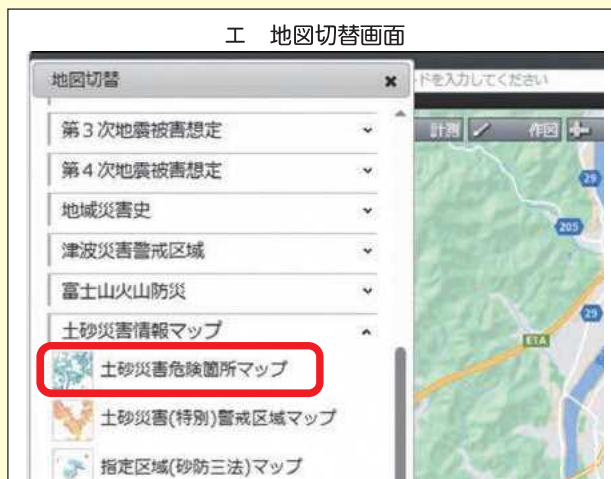 エ 地図切替画面
地図切替
ドを入力してください
計測
作図
第3次地震被害想定
第4次地震被害想定
地域災害史
津波災害警戒区域
富士山火山防災
土砂災害情報マップ
土砂災害危険箇所マップ
土砂災害(特別)警戒区域マップ
指定区域(砂防三法)マップ
29
205
29
E1A